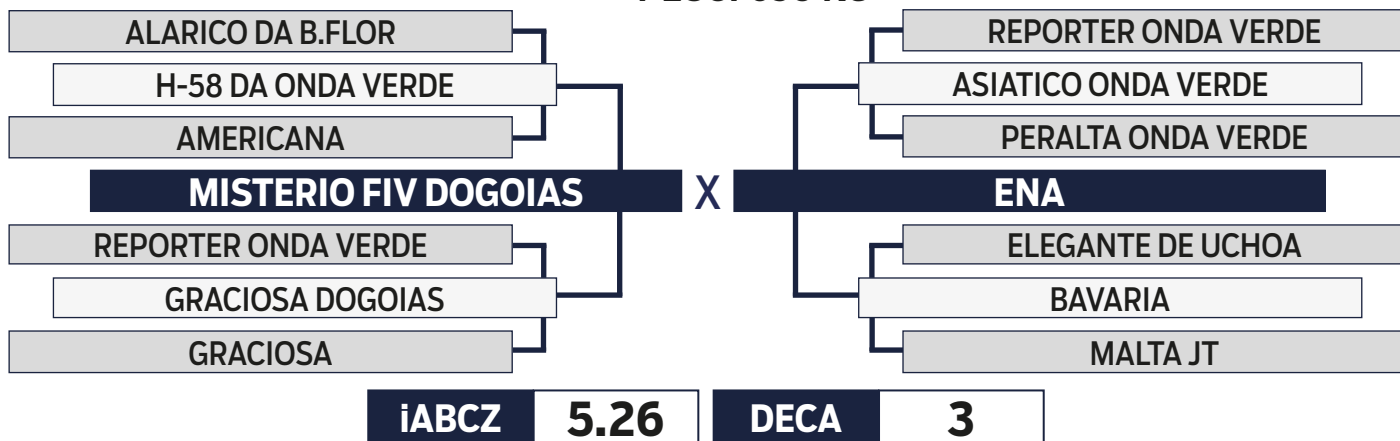 ALARICO DA B.FLOR
H-58 DA ONDA VERDE
AMERICANA
MISTERIO FIV DOGOIAS
REPORTER ONDA VERDE
GRACIOSA DOGOIAS
GRACIOSA
X
REPORTER ONDA VERDE
ASIATICO ONDA VERDE
PERALTA ONDA VERDE
ENA
ELEGANTE DE UCHOA
BAVARIA
MALTA JT
iABCZ 5.26 DECA 3